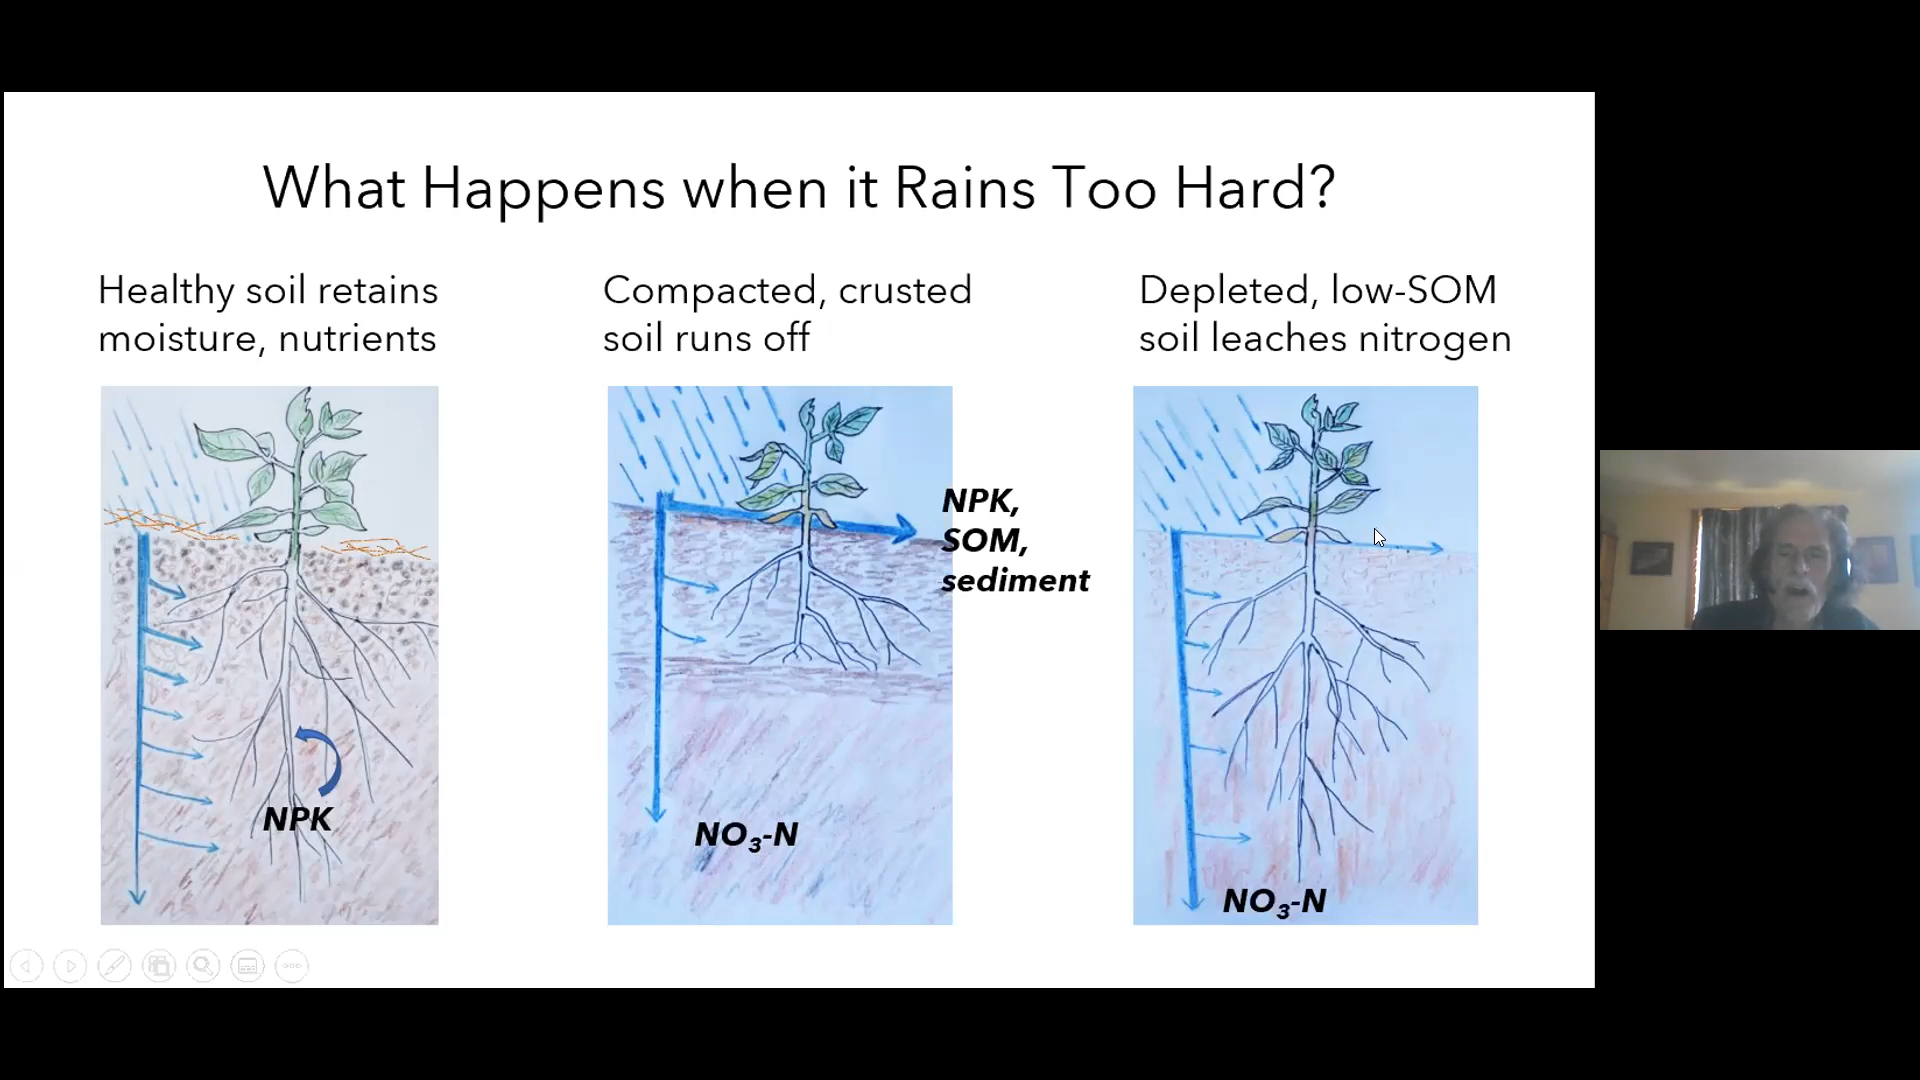 What Happens when it Rains Too Hard?
Healthy soil retains
moisture, nutrients
Compacted, crusted
soil runs off
Depleted, low-SOM
soil leaches nitrogen
NPK,
SOM,
sediment
NPK
NO₃-N
NO₃-N